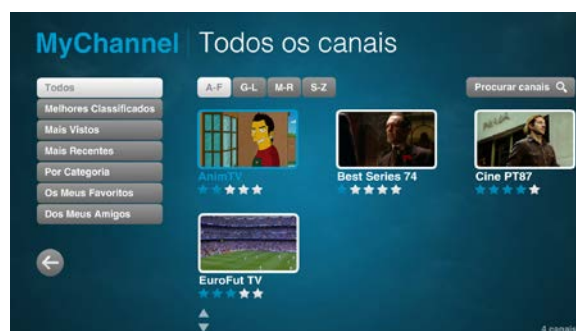 MyChannel Todos os canais
Todos
A-F G-L M-R S-Z
Procurar canais
Melhores Classificados
Mais Vistos
Mais Recentes
Por Categoria
Os Meus Favoritos
Dos Meus Amigos
AnimTV
Best Series 74
Cine PT87
EuroFut TV
4 canais